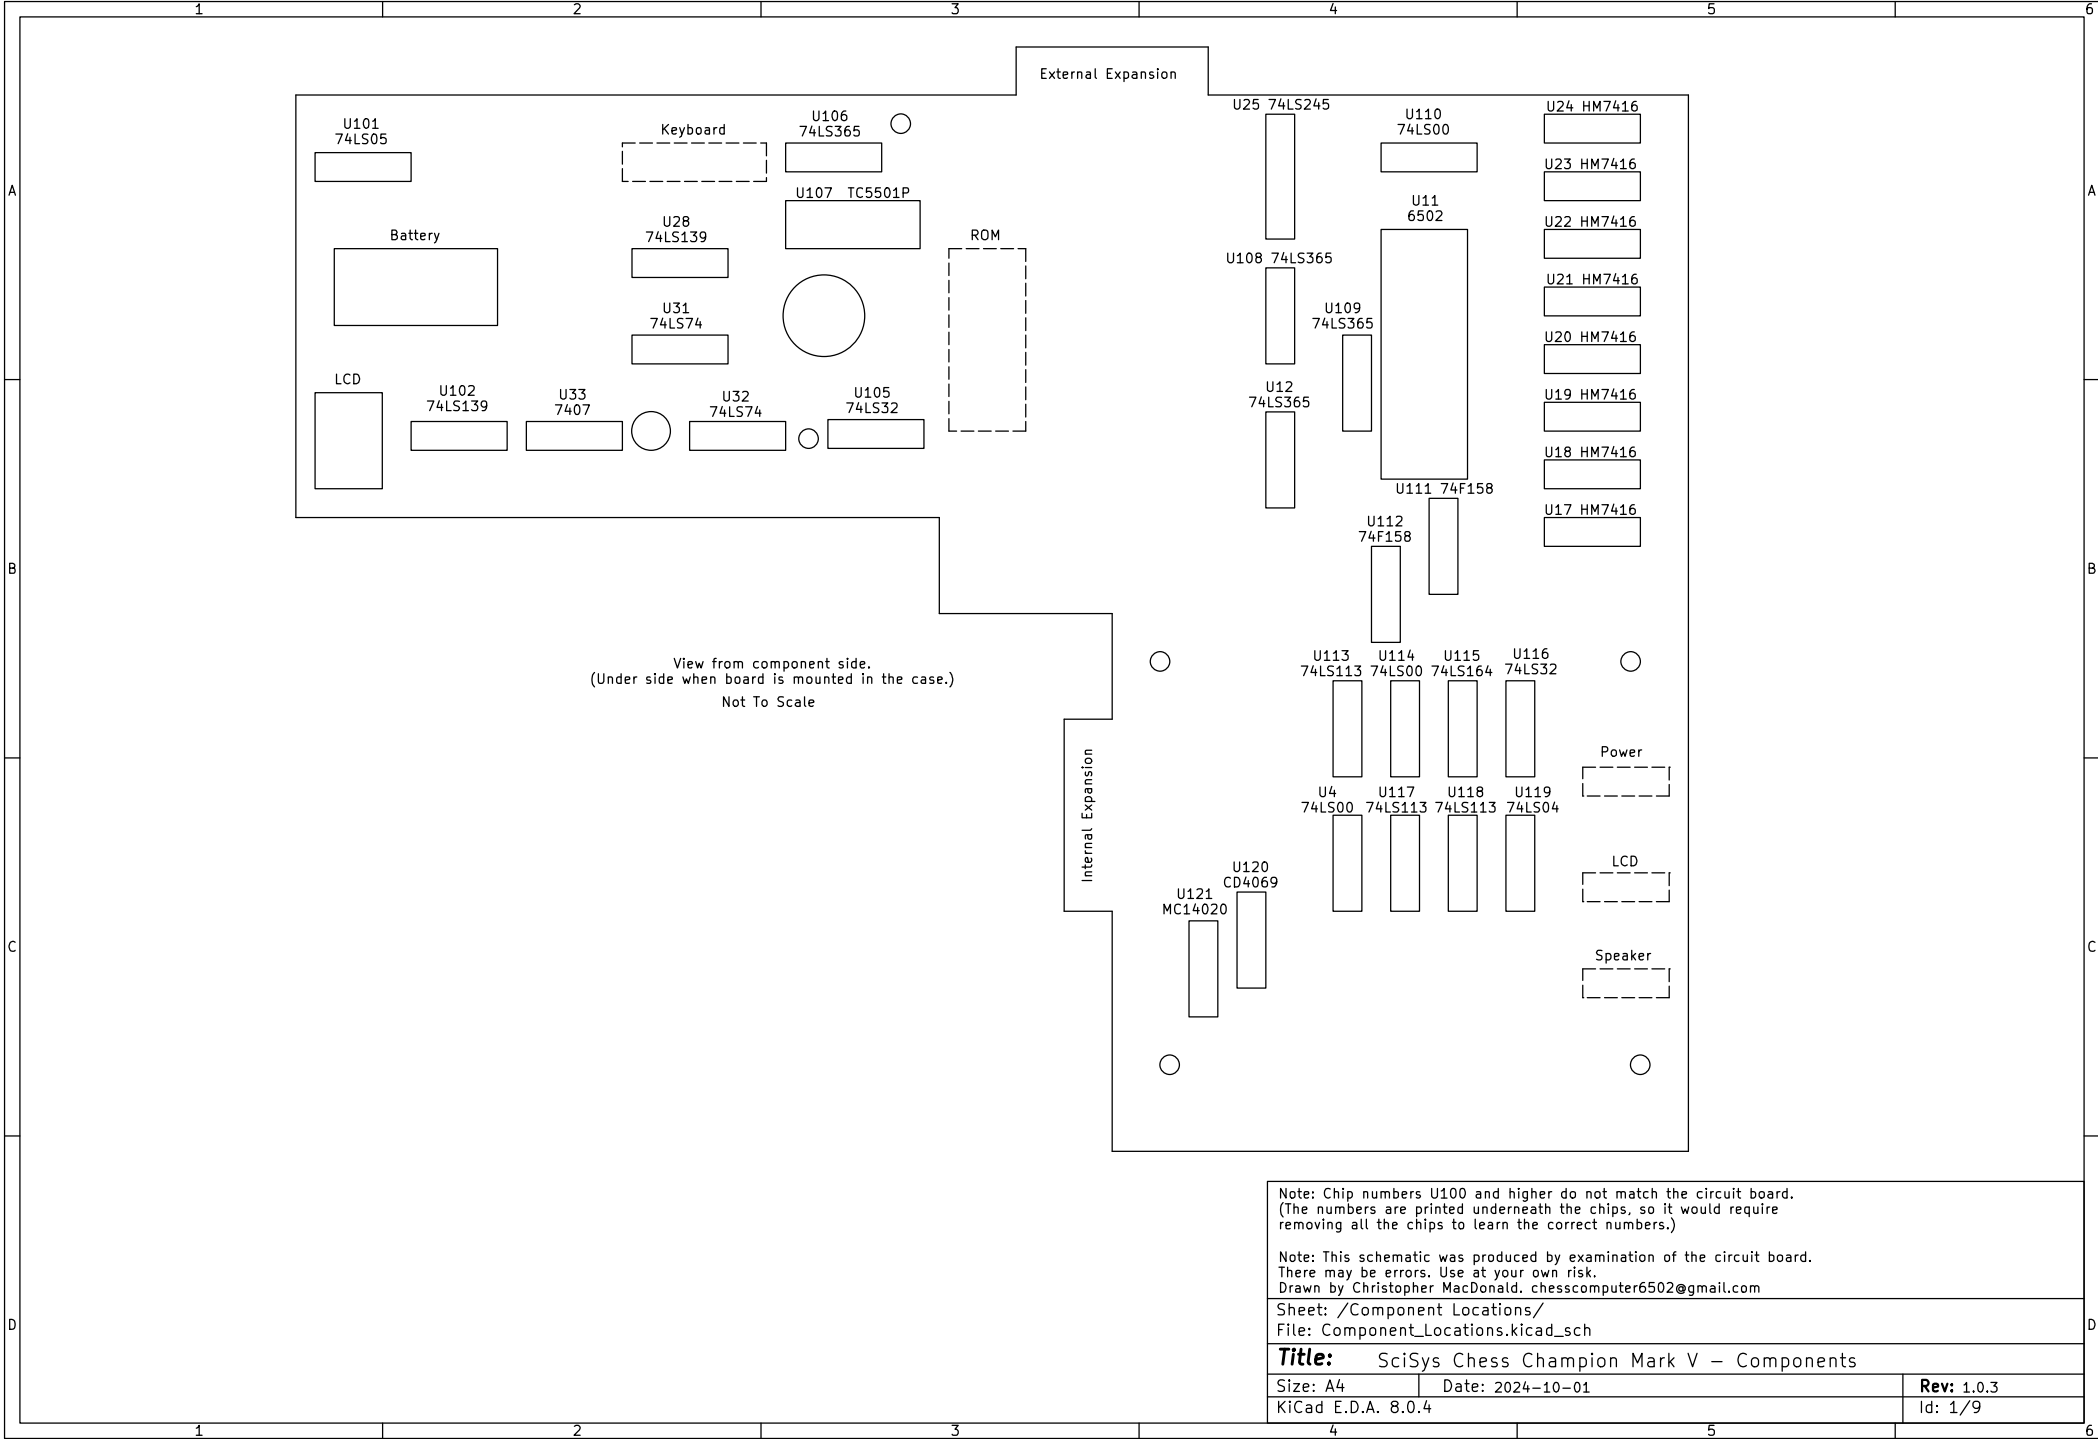 1 2 3 4 5 6
External Expansion
U101
74LS05
Keyboard
U106
74LS365
U25 74LS245
U110
74LS00
U24 HM7416
U23 HM7416
A
A
U107 TC5501P
U11
6502
U28
74LS139
Battery
ROM
U22 HM7416
U108 74LS365
U21 HM7416
U31
74LS74
U109
74LS365
U20 HM7416
LCD
U102
74LS139
U33
7407
U32
74LS74
U105
74LS32
U12
74LS365
U19 HM7416
U18 HM7416
U111 74F158
U17 HM7416
U112
74F158
B
B
View from component side.
(Under side when board is mounted in the case.)
Not To Scale
U113
74LS113
U114
74LS00
U115
74LS164
U116
74LS32
Power
Internal Expansion
U4
74LS00
U117
74LS113
U118
74LS113
U119
74LS04
LCD
U120
CD4069
U121
MC14020
C
C
Speaker
Note: Chip numbers U100 and higher do not match the circuit board.
(The numbers are printed underneath the chips, so it would require
removing all the chips to learn the correct numbers.)
Note: This schematic was produced by examination of the circuit board.
There may be errors. Use at your own risk.
Drawn by Christopher MacDonald. chesscomputer6502@gmail.com
Sheet: /Component Locations/
File: Component_Locations.kicad_sch
D
D
Title: SciSys Chess Champion Mark V – Components
Size: A4 Date: 2024-10-01 Rev: 1.0.3
KiCad E.D.A. 8.0.4 Id: 1/9
1 2 3 4 5 6